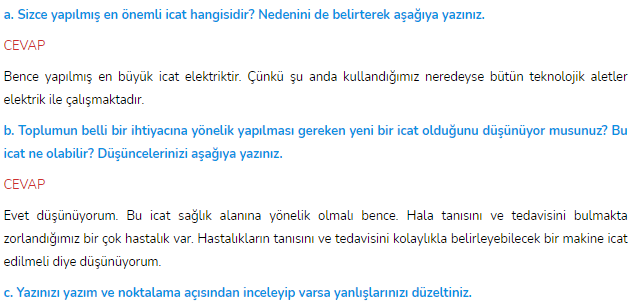 a. Sizce yapılmış en önemli icat hangisidir? Nedenini de belirterek aşağıya yazınız.
CEVAP
Bence yapılmış en büyük icat elektriktir. Çünkü şu anda kullandığımız neredeyse bütün teknolojik aletler
elektrik ile çalışmaktadır.
b. Toplumun belli bir ihtiyacına yönelik yapılması gereken yeni bir icat olduğunu düşünüyor musunuz? Bu
icat ne olabilir? Düşüncelerinizi aşağıya yazınız.
CEVAP
Evet düşünüyorum. Bu icat sağlık alanına yönelik olmalı bence. Hala tanısını ve tedavisini bulmakta
zorlandığımız bir çok hastalık var. Hastalıkların tanısını ve tedavisini kolaylıkla belirleyebilecek bir makine icat
edilmeli diye düşünüyorum.
c. Yazınızı yazım ve noktalama açısından inceleyip varsa yanlışlarınızı düzeltiniz.